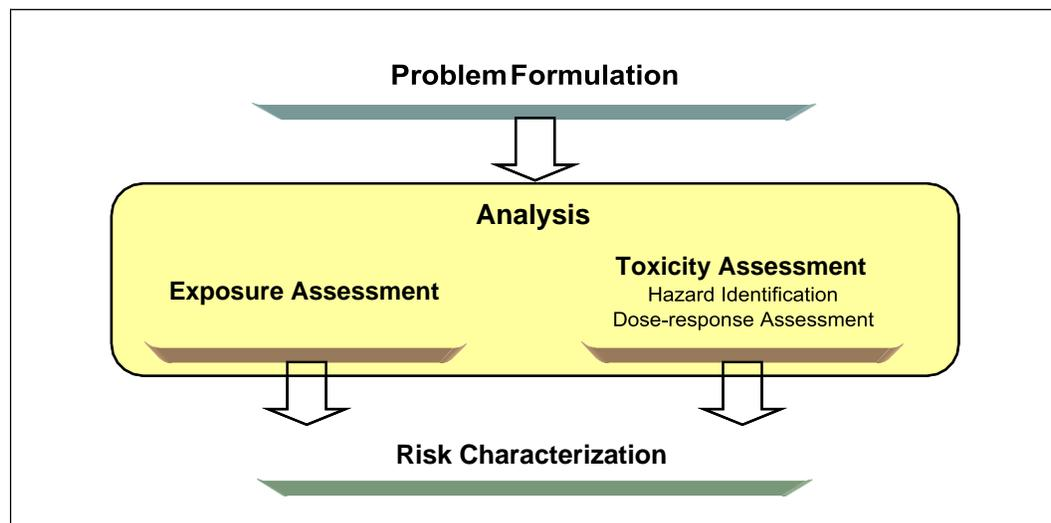 Problem Formulation
Analysis
Exposure Assessment
Toxicity Assessment
Hazard Identification
Dose-response Assessment
Risk Characterization